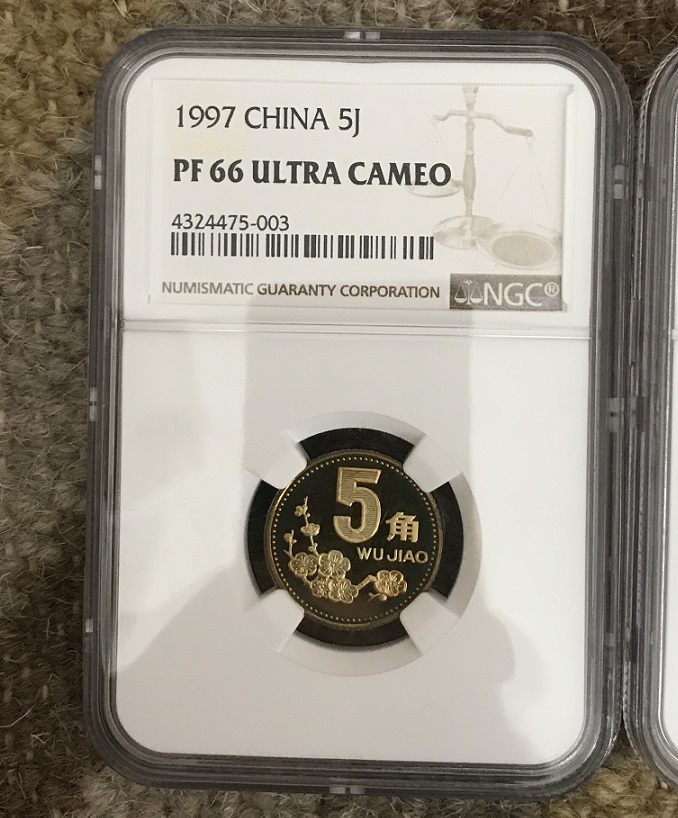 1997 CHINA 5J
PF 66 ULTRA CAMEO
4324475-003
NUMISMATIC GUARANTY CORPORATION NGC®
5角
WU JIAO